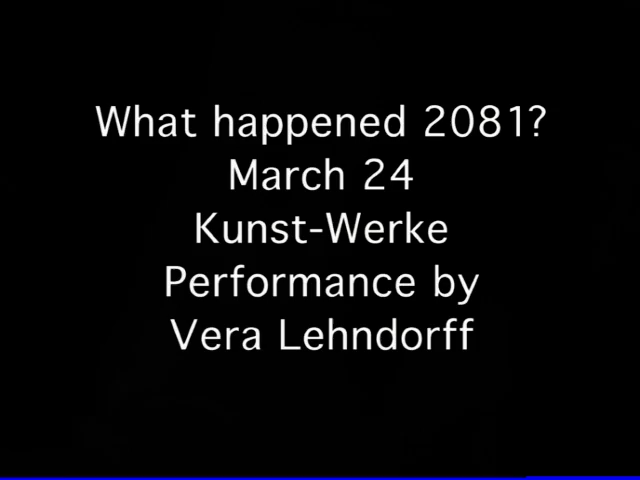 What happened 2081?
March 24
Kunst-Werke
Performance by
Vera Lehndorff